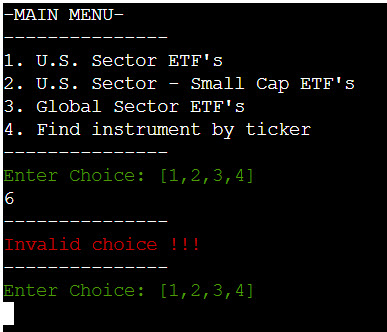 -MAIN MENU-
---------------
1. U.S. Sector ETF's
2. U.S. Sector - Small Cap ETF's
3. Global Sector ETF's
4. Find instrument by ticker
---------------
Enter Choice: [1,2,3,4]
6
---------------
Invalid choice !!!
---------------
Enter Choice: [1,2,3,4]